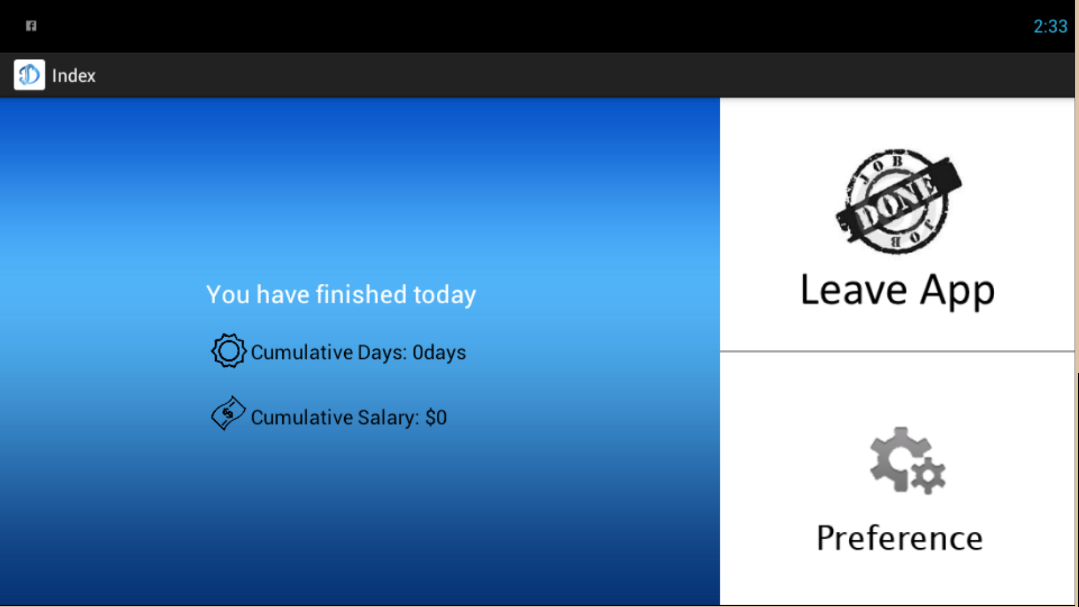 2:33
Index
You have finished today
Cumulative Days: 0days
Cumulative Salary: $0
JOB
DONE
JOB
Leave App
Preference